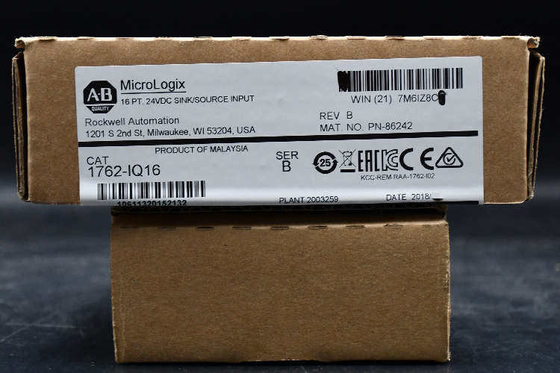 A-B
QUALITY
MicroLogix
16 PT. 24VDC SINK/SOURCE INPUT
Rockwell Automation
1201 S 2nd St, Milwaukee, WI 53204, USA
WIN (21) 7M6IZ8C
REV B
MAT. NO. PN-86242
PRODUCT OF MALAYSIA
CAT
1762-IQ16
SER
B
25
EAC
CE
KCC-REM-RAA-1762-I02
10611320152132
PLANT 2003259
DATE 2018/